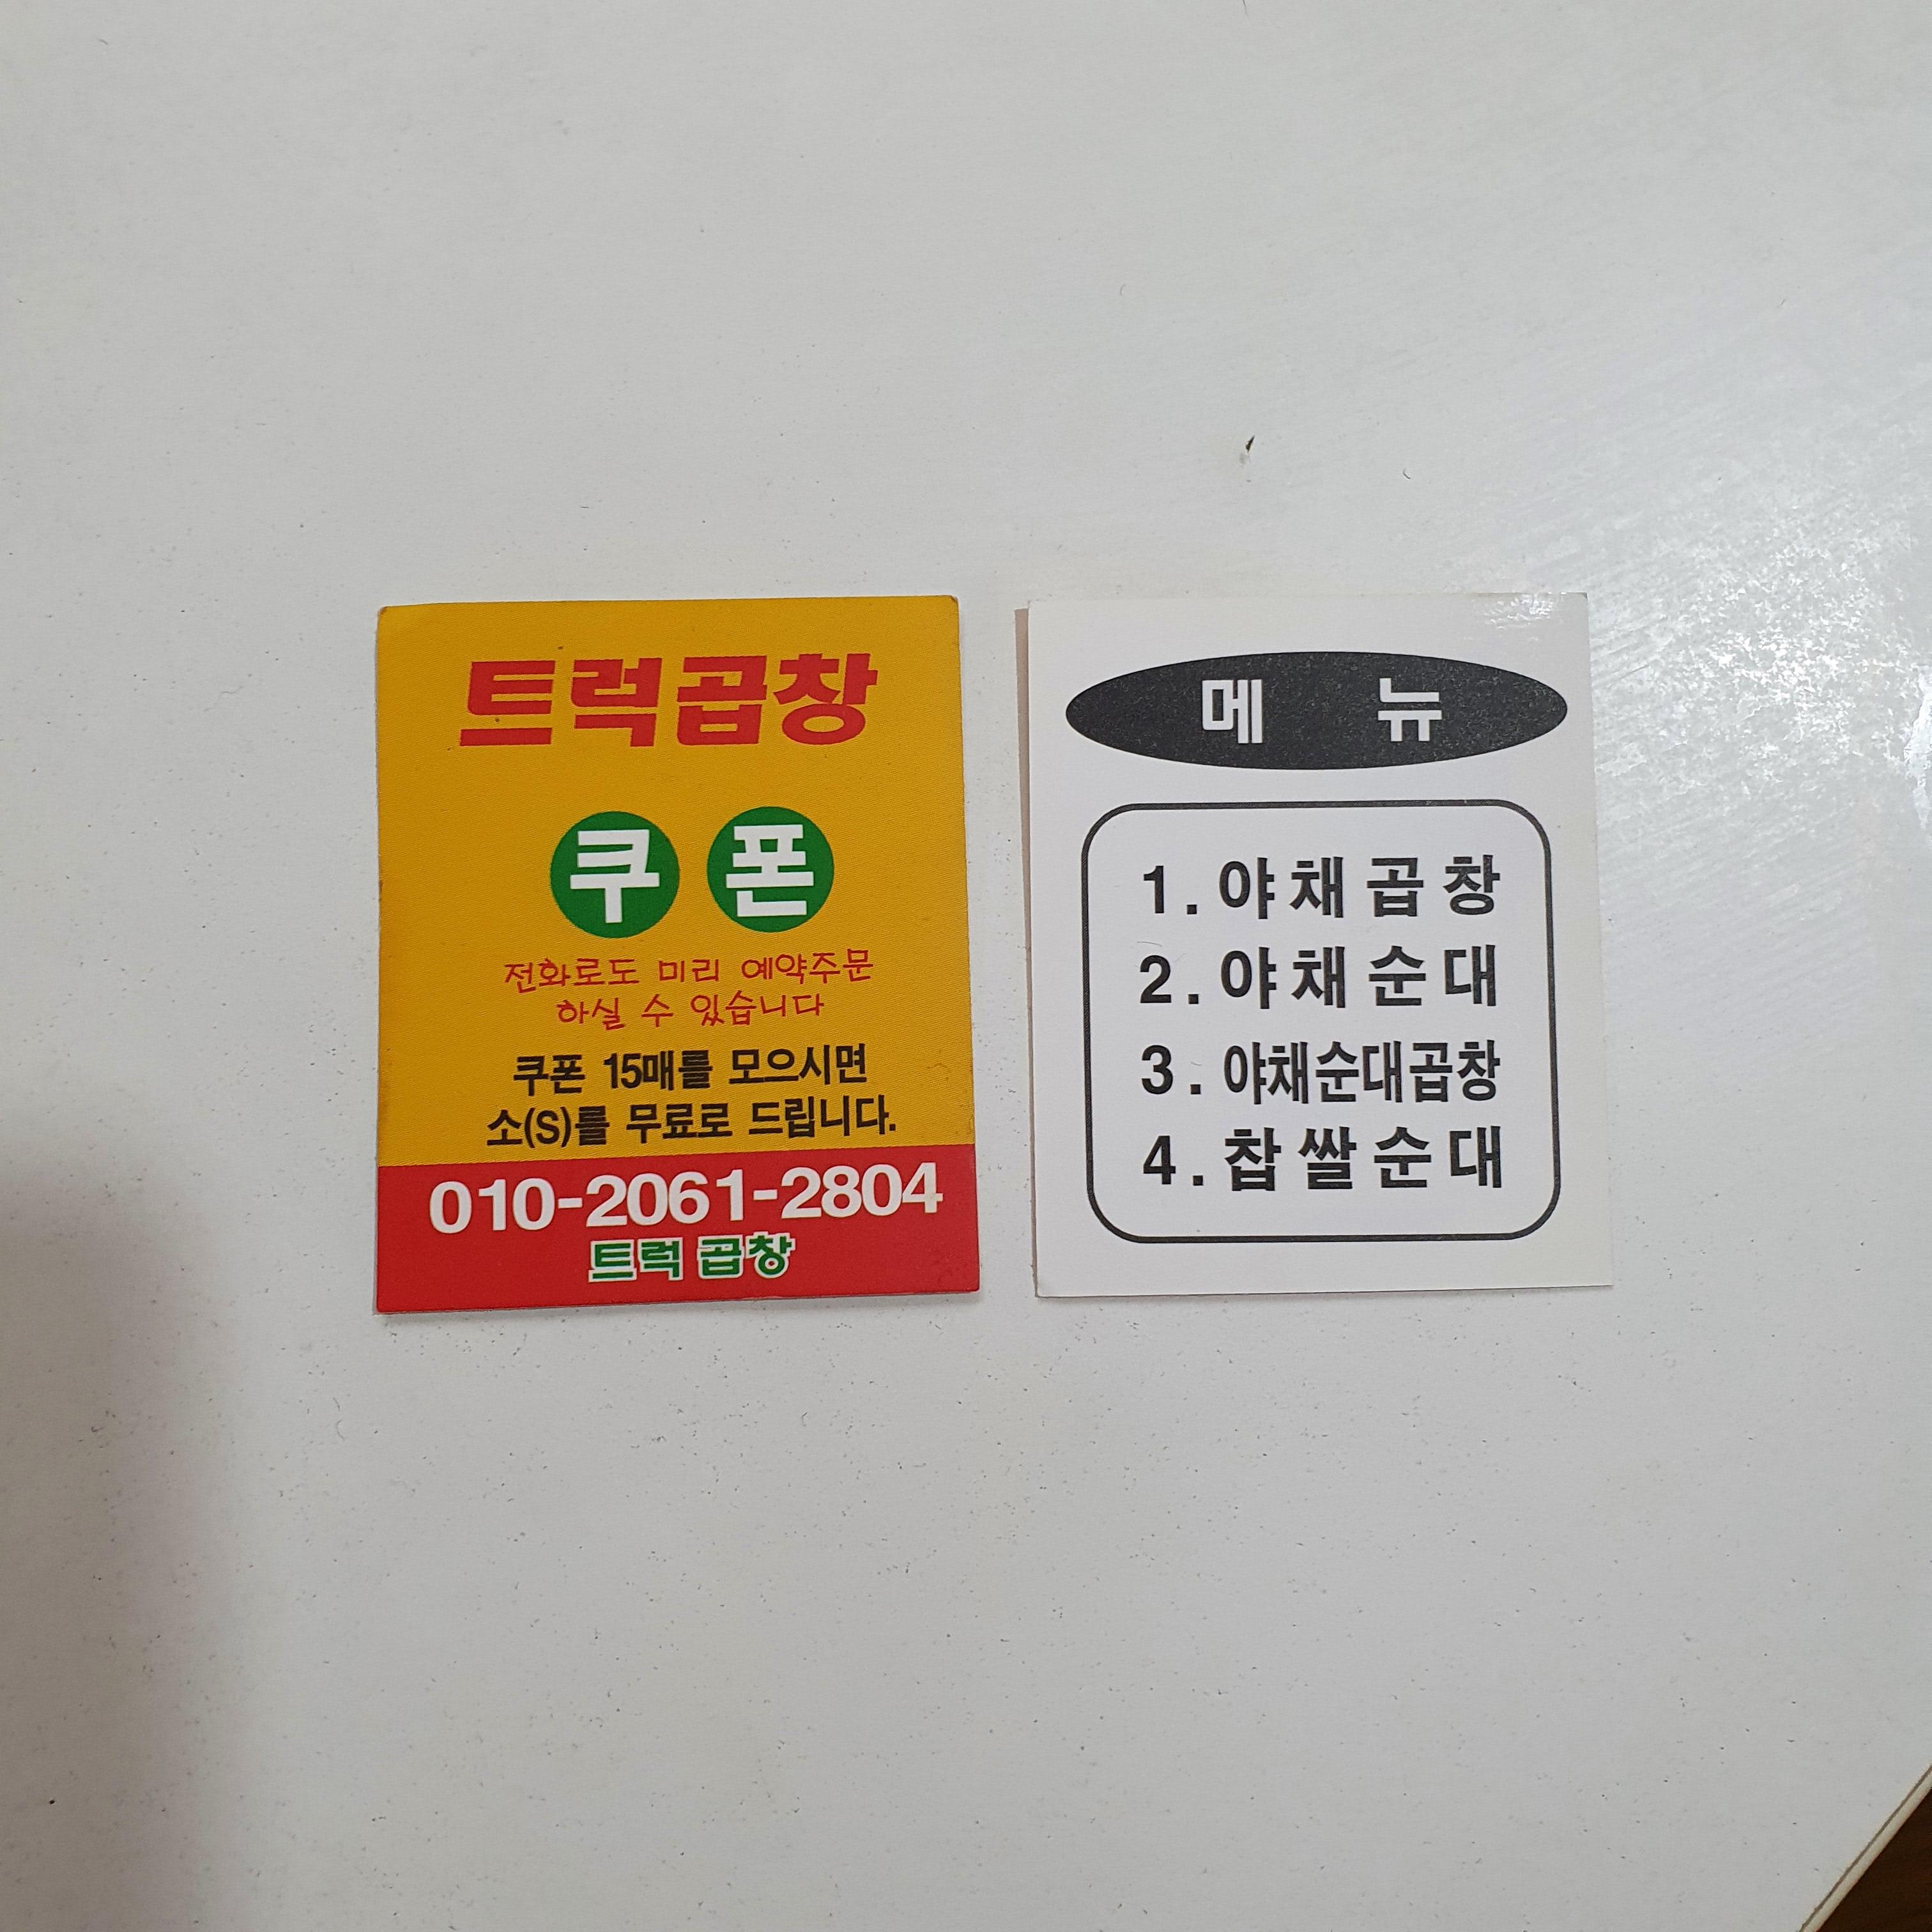 트럭곱창
쿠 폰
전화로도 미리 예약주문
하실 수 있습니다
쿠폰 15매를 모으시면
소(S)를 무료로 드립니다.
010-2061-2804
트럭 곱창
메 뉴
1. 야채곱창
2. 야채순대
3. 야채순대곱창
4. 찹쌀순대